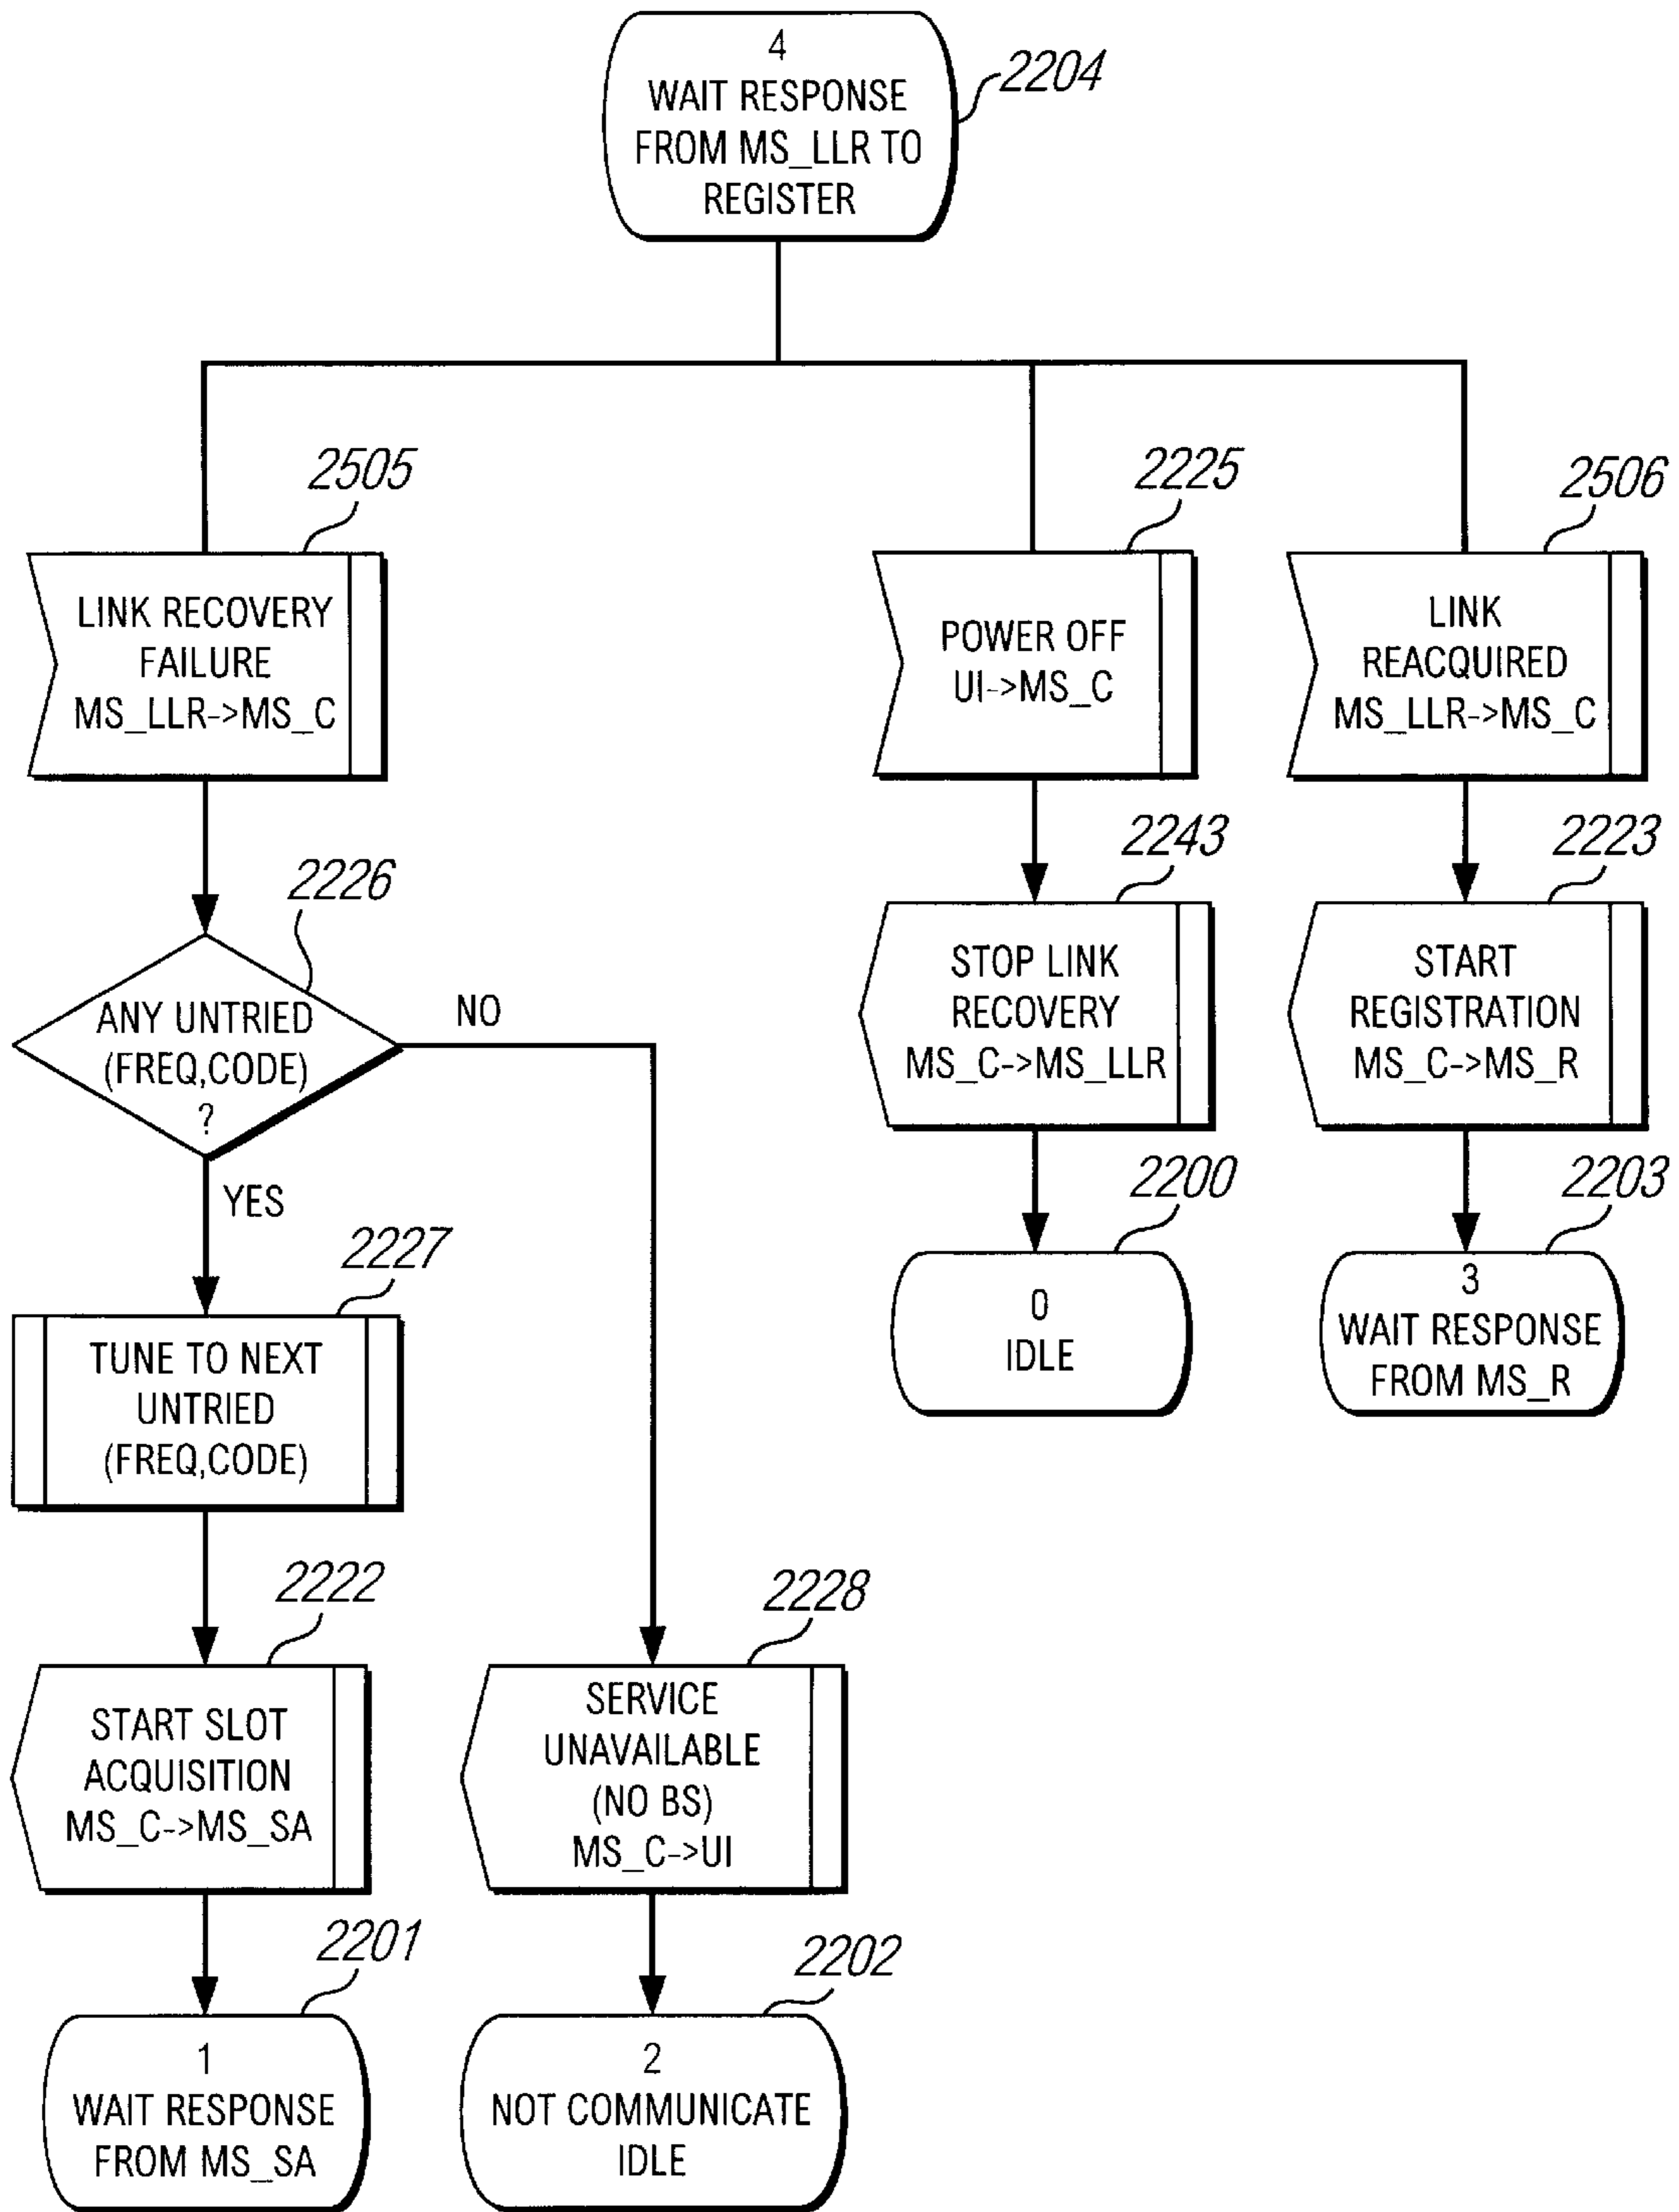 4
WAIT RESPONSE
FROM MS_LLR TO
REGISTER
2204
2505
LINK RECOVERY
FAILURE
MS_LLR->MS_C
2225
POWER OFF
UI->MS_C
2506
LINK
REACQUIRED
MS_LLR->MS_C
2226
ANY UNTRIED
(FREQ,CODE)
?
NO
YES
2243
STOP LINK
RECOVERY
MS_C->MS_LLR
2223
START
REGISTRATION
MS_C->MS_R
2200
0
IDLE
2203
3
WAIT RESPONSE
FROM MS_R
2227
TUNE TO NEXT
UNTRIED
(FREQ,CODE)
2222
START SLOT
ACQUISITION
MS_C->MS_SA
2228
SERVICE
UNAVAILABLE
(NO BS)
MS_C->UI
2201
1
WAIT RESPONSE
FROM MS_SA
2202
2
NOT COMMUNICATE
IDLE